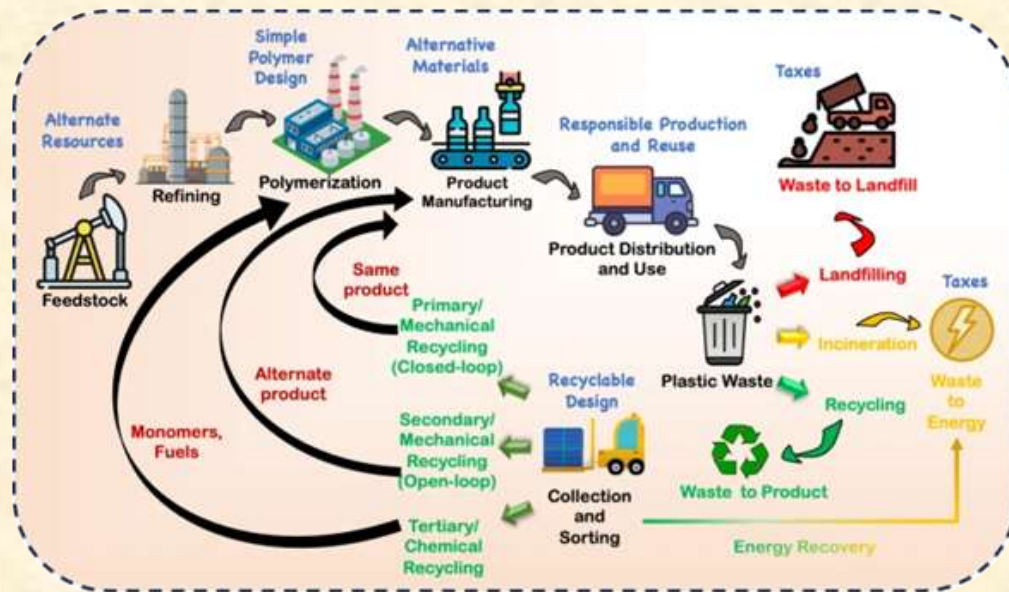 Alternate
Resources
Feedstock
Refining
Simple
Polymer
Design
Polymerization
Alternative
Materials
Product
Manufacturing
Responsible Production
and Reuse
Product Distribution
and Use
Taxes
Waste to Landfill
Landfilling
Plastic Waste
Incineration
Taxes
Waste
to
Energy
Recycling
Waste to Product
Recyclable
Design
Collection
and
Sorting
Energy Recovery
Same
product
Primary/
Mechanical
Recycling
(Closed-loop)
Alternate
product
Secondary/
Mechanical
Recycling
(Open-loop)
Monomers,
Fuels
Tertiary/
Chemical
Recycling